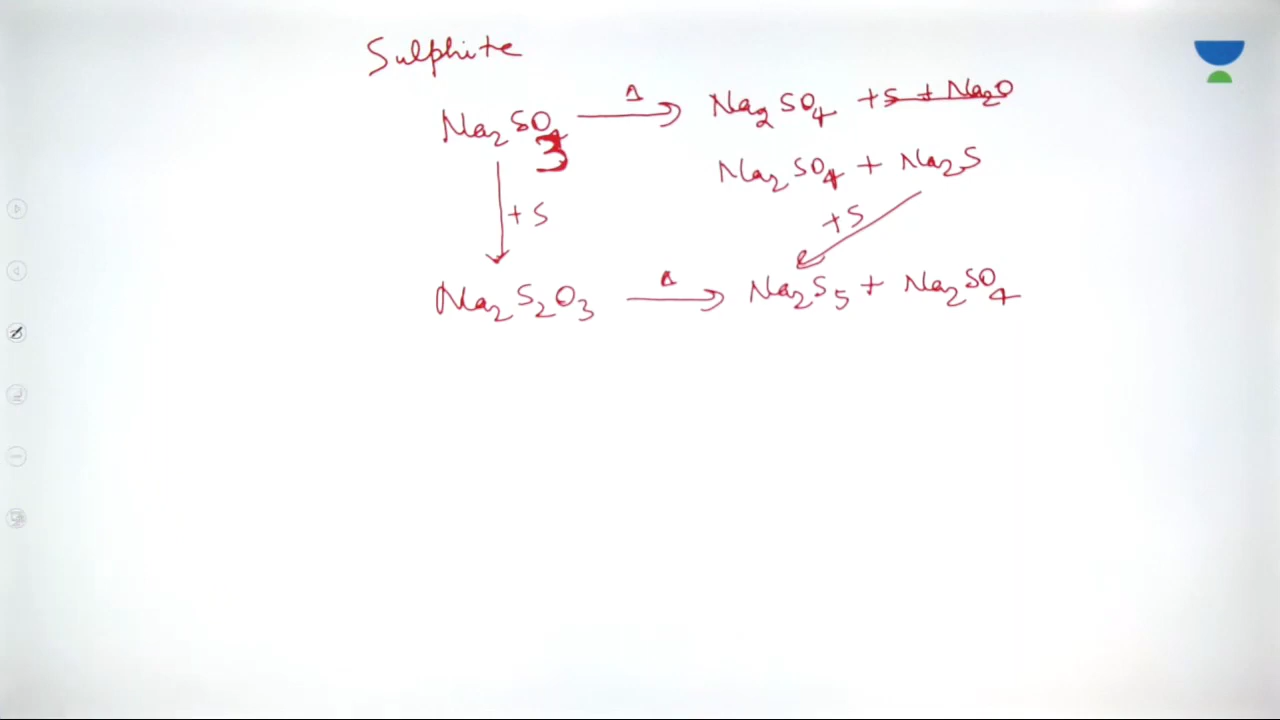 Sulphite
Na2SO3 →Δ Na2SO4 + S + Na2O
Na2SO4 + Na2S
+ S
+ S
Na2S2O3 →Δ Na2S5 + Na2SO4